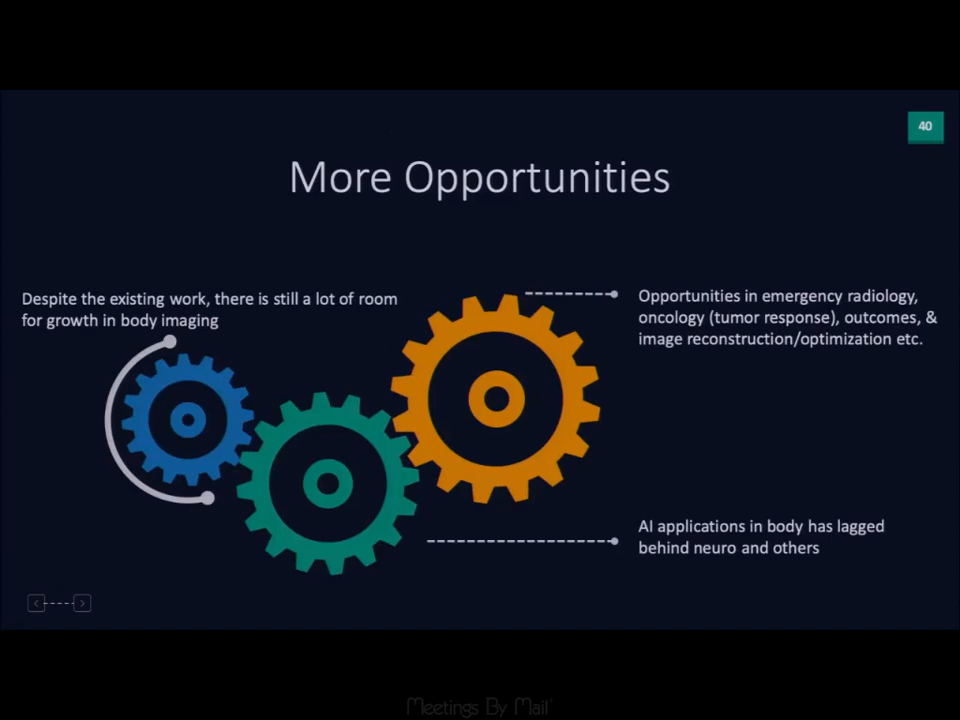 40
More Opportunities
Despite the existing work, there is still a lot of room
for growth in body imaging
Opportunities in emergency radiology,
oncology (tumor response), outcomes, &
image reconstruction/optimization etc.
AI applications in body has lagged
behind neuro and others
Meetings By Mail